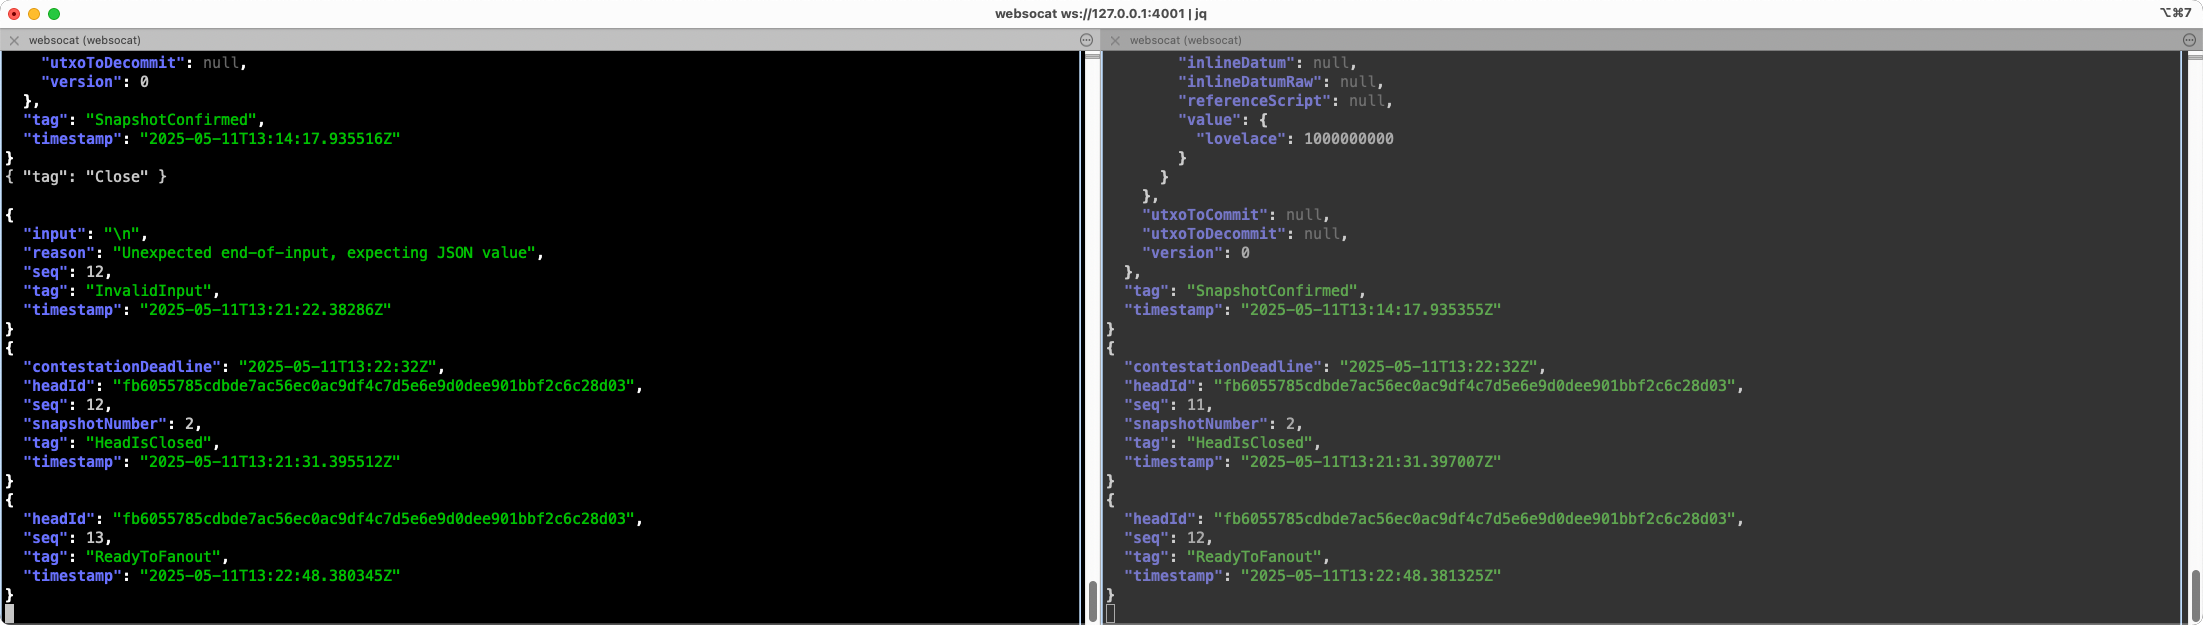 websocat ws://127.0.0.1:4001 | jq
⌥⌘7
websocat (websocat)
"utxoToDecommit": null,
"version": 0
},
"tag": "SnapshotConfirmed",
"timestamp": "2025-05-11T13:14:17.935516Z"
}
{ "tag": "Close" }
{
"input": "\n",
"reason": "Unexpected end-of-input, expecting JSON value",
"seq": 12,
"tag": "InvalidInput",
"timestamp": "2025-05-11T13:21:22.38286Z"
}
{
"contestationDeadline": "2025-05-11T13:22:32Z",
"headId": "fb6055785cdbde7ac56ec0ac9df4c7d5e6e9d0dee901bbf2c6c28d03",
"seq": 12,
"snapshotNumber": 2,
"tag": "HeadIsClosed",
"timestamp": "2025-05-11T13:21:31.395512Z"
}
{
"headId": "fb6055785cdbde7ac56ec0ac9df4c7d5e6e9d0dee901bbf2c6c28d03",
"seq": 13,
"tag": "ReadyToFanout",
"timestamp": "2025-05-11T13:22:48.380345Z"
}
websocat (websocat)
"inlineDatum": null,
"inlineDatumRaw": null,
"referenceScript": null,
"value": {
"lovelace": 1000000000
}
}
},
"utxoToCommit": null,
"utxoToDecommit": null,
"version": 0
},
"tag": "SnapshotConfirmed",
"timestamp": "2025-05-11T13:14:17.935355Z"
}
{
"contestationDeadline": "2025-05-11T13:22:32Z",
"headId": "fb6055785cdbde7ac56ec0ac9df4c7d5e6e9d0dee901bbf2c6c28d03",
"seq": 11,
"snapshotNumber": 2,
"tag": "HeadIsClosed",
"timestamp": "2025-05-11T13:21:31.397007Z"
}
{
"headId": "fb6055785cdbde7ac56ec0ac9df4c7d5e6e9d0dee901bbf2c6c28d03",
"seq": 12,
"tag": "ReadyToFanout",
"timestamp": "2025-05-11T13:22:48.381325Z"
}